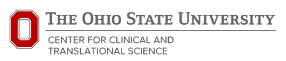 THE OHIO STATE UNIVERSITY
CENTER FOR CLINICAL AND
TRANSLATIONAL SCIENCE